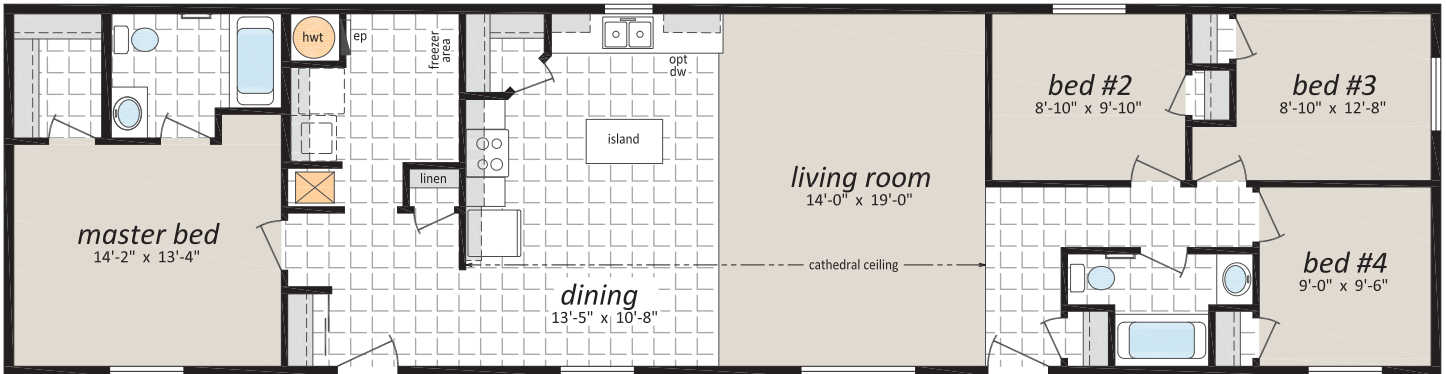 hwt
ep
freezer
area
opt
dw
island
linen
master bed
14'-2" x 13'-4"
dining
13'-5" x 10'-8"
living room
14'-0" x 19'-0"
cathedral ceiling
bed #2
8'-10" x 9'-10"
bed #3
8'-10" x 12'-8"
bed #4
9'-0" x 9'-6"